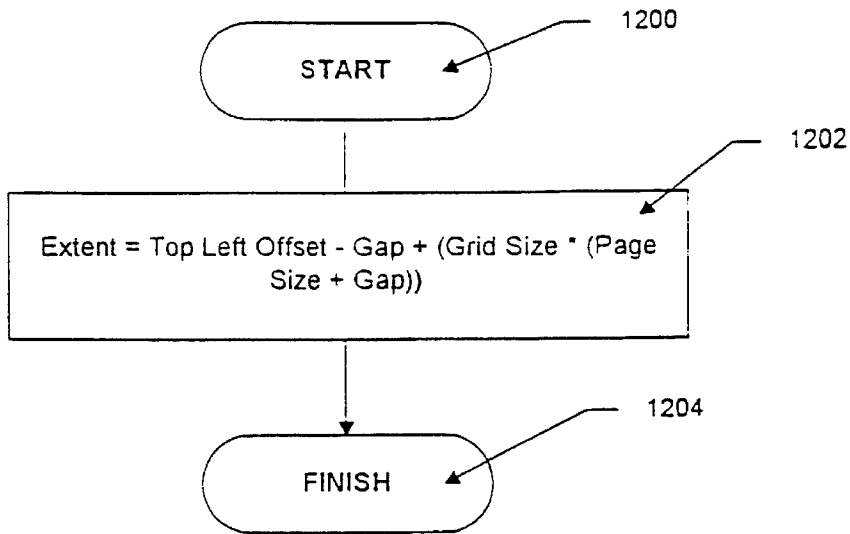 1200
START
1202
Extent = Top Left Offset - Gap + (Grid Size * (Page
Size + Gap))
1204
FINISH